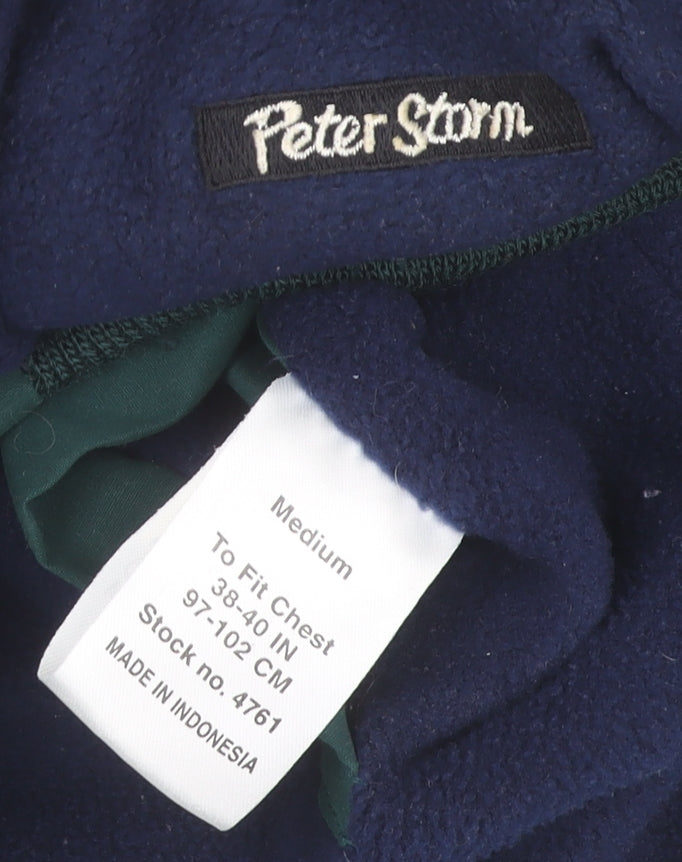 Peter Storm
Medium
To Fit Chest
38-40 IN
97-102 CM
Stock no. 4761
MADE IN INDONESIA